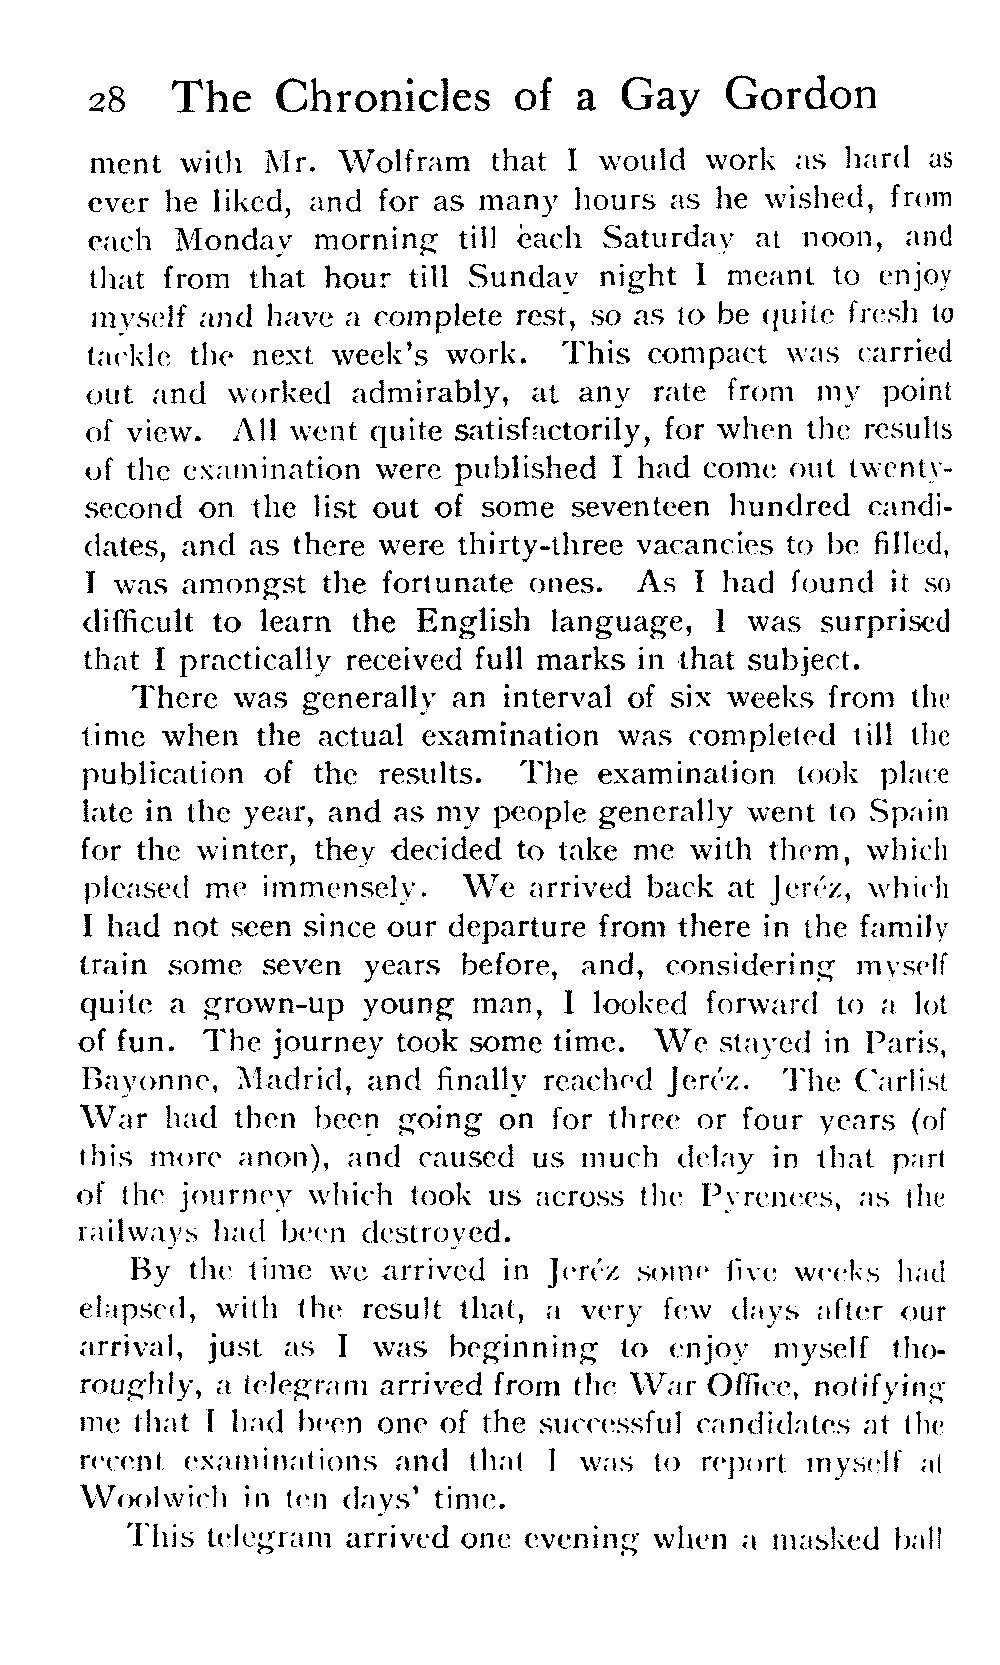 28 The Chronicles of a Gay Gordon
ment with Mr. Wolfram that I would work as hard as
ever he liked, and for as many hours as he wished, from
each Monday morning till each Saturday at noon, and
that from that hour till Sunday night I meant to enjoy
myself and have a complete rest, so as to be quite fresh to
tackle the next week's work. This compact was carried
out and worked admirably, at any rate from my point
of view. All went quite satisfactorily, for when the results
of the examination were published I had come out twenty-
second on the list out of some seventeen hundred candi-
dates, and as there were thirty-three vacancies to be filled,
I was amongst the fortunate ones. As I had found it so
difficult to learn the English language, I was surprised
that I practically received full marks in that subject.
There was generally an interval of six weeks from the
time when the actual examination was completed till the
publication of the results. The examination took place
late in the year, and as my people generally went to Spain
for the winter, they decided to take me with them, which
pleased me immensely. We arrived back at Jeréz, which
I had not seen since our departure from there in the family
train some seven years before, and, considering myself
quite a grown-up young man, I looked forward to a lot
of fun. The journey took some time. We stayed in Paris,
Bayonne, Madrid, and finally reached Jeréz. The Carlist
War had then been going on for three or four years (of
this more anon), and caused us much delay in that part
of the journey which took us across the Pyrenees, as the
railways had been destroyed.
By the time we arrived in Jeréz some five weeks had
elapsed, with the result that, a very few days after our
arrival, just as I was beginning to enjoy myself tho-
roughly, a telegram arrived from the War Office, notifying
me that I had been one of the successful candidates at the
recent examinations and that I was to report myself at
Woolwich in ten days' time.
This telegram arrived one evening when a masked ball